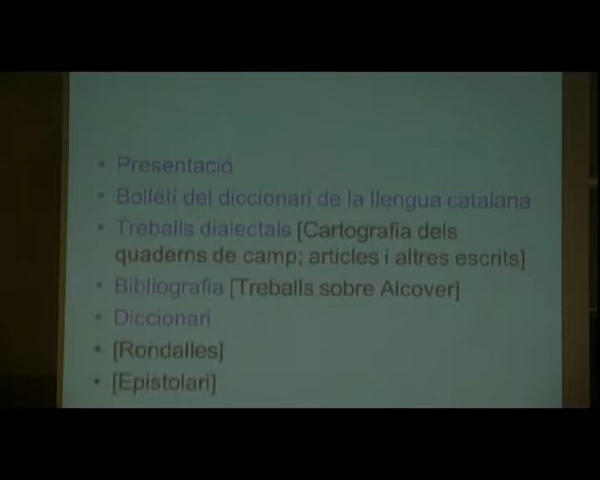 • Presentació
• Bolletí del diccionari de la llengua catalana
• Treballs dialectals [Cartografia dels
quaderns de camp; articles i altres escrits]
• Bibliografia [Treballs sobre Alcover]
• Diccionari
• [Rondalles]
• [Epistolari]